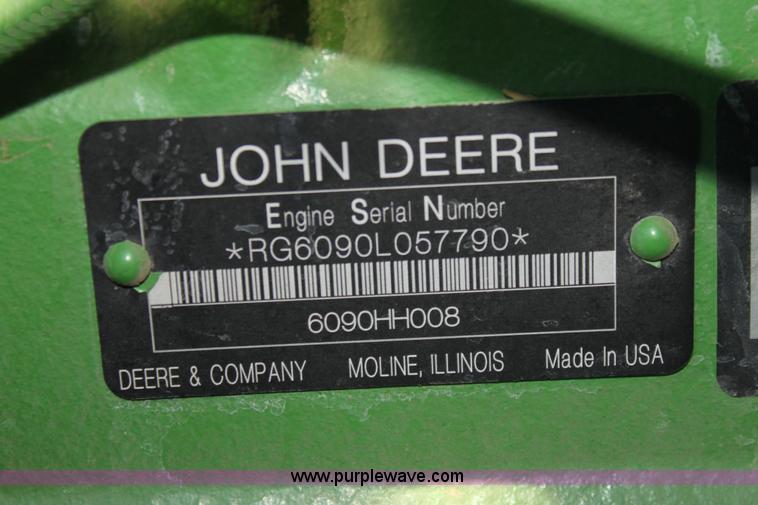 JOHN DEERE
Engine Serial Number
*RG6090L057790*
6090HH008
DEERE & COMPANY MOLINE, ILLINOIS Made In USA
www.purplewave.com